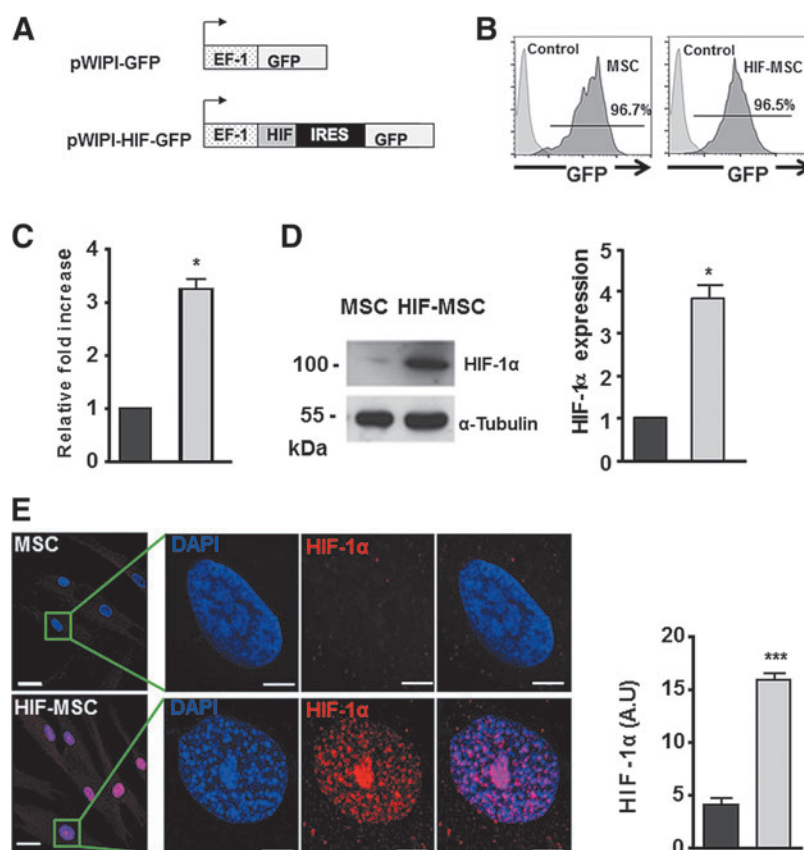 A
pWIPI-GFP
EF-1 GFP
pWIPI-HIF-GFP
EF-1 HIF IRES GFP
B
Control
MSC
96.7%
GFP
Control
HIF-MSC
96.5%
GFP
C
Relative fold increase
4
3
2
1
0
*
D
MSC HIF-MSC
100 - HIF-1α
55 - α-Tubulin
kDa
HIF-1α expression
5
4
3
2
1
0
*
E
MSC
DAPI
HIF-1α
HIF-MSC
DAPI
HIF-1α
HIF-1α (A.U)
20
15
10
5
0
***